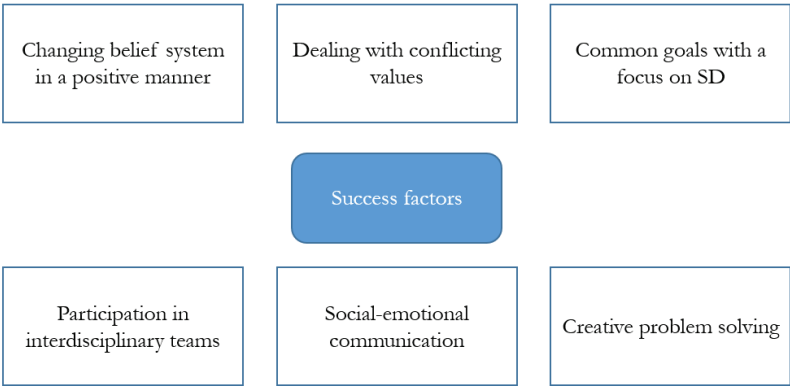 Changing belief system
in a positive manner
Dealing with conflicting
values
Common goals with a
focus on SD
Success factors
Participation in
interdisciplinary teams
Social-emotional
communication
Creative problem solving